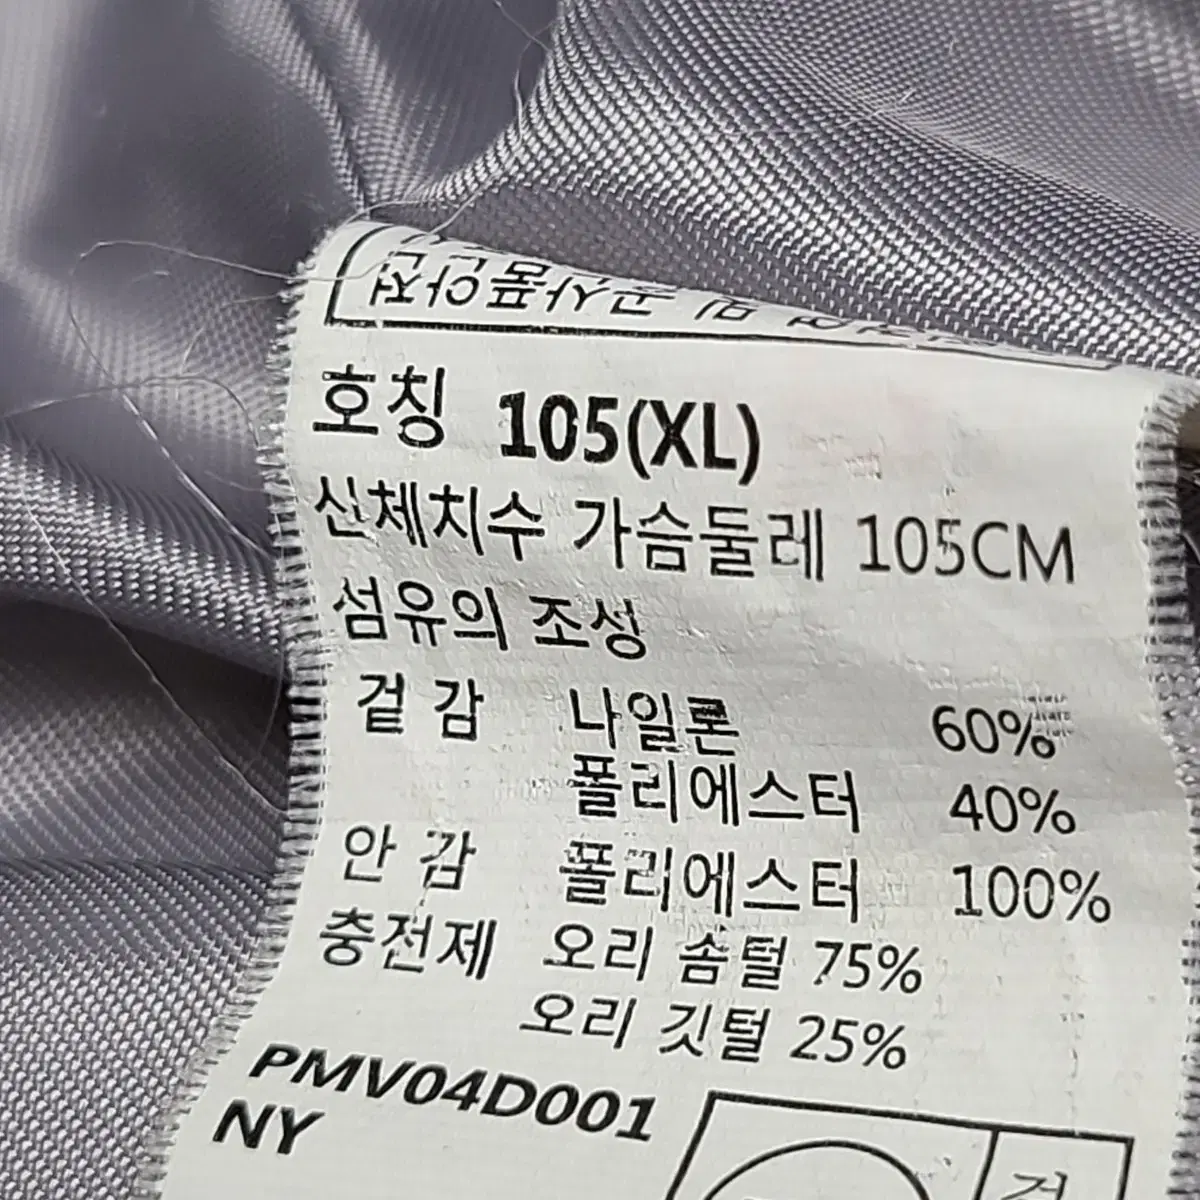 호칭 105(XL)
신체치수 가슴둘레 105CM
섬유의 조성
겉 감 나일론 60%
폴리에스터 40%
안 감 폴리에스터 100%
충전제 오리 솜털 75%
오리 깃털 25%
PMV04D001
NY